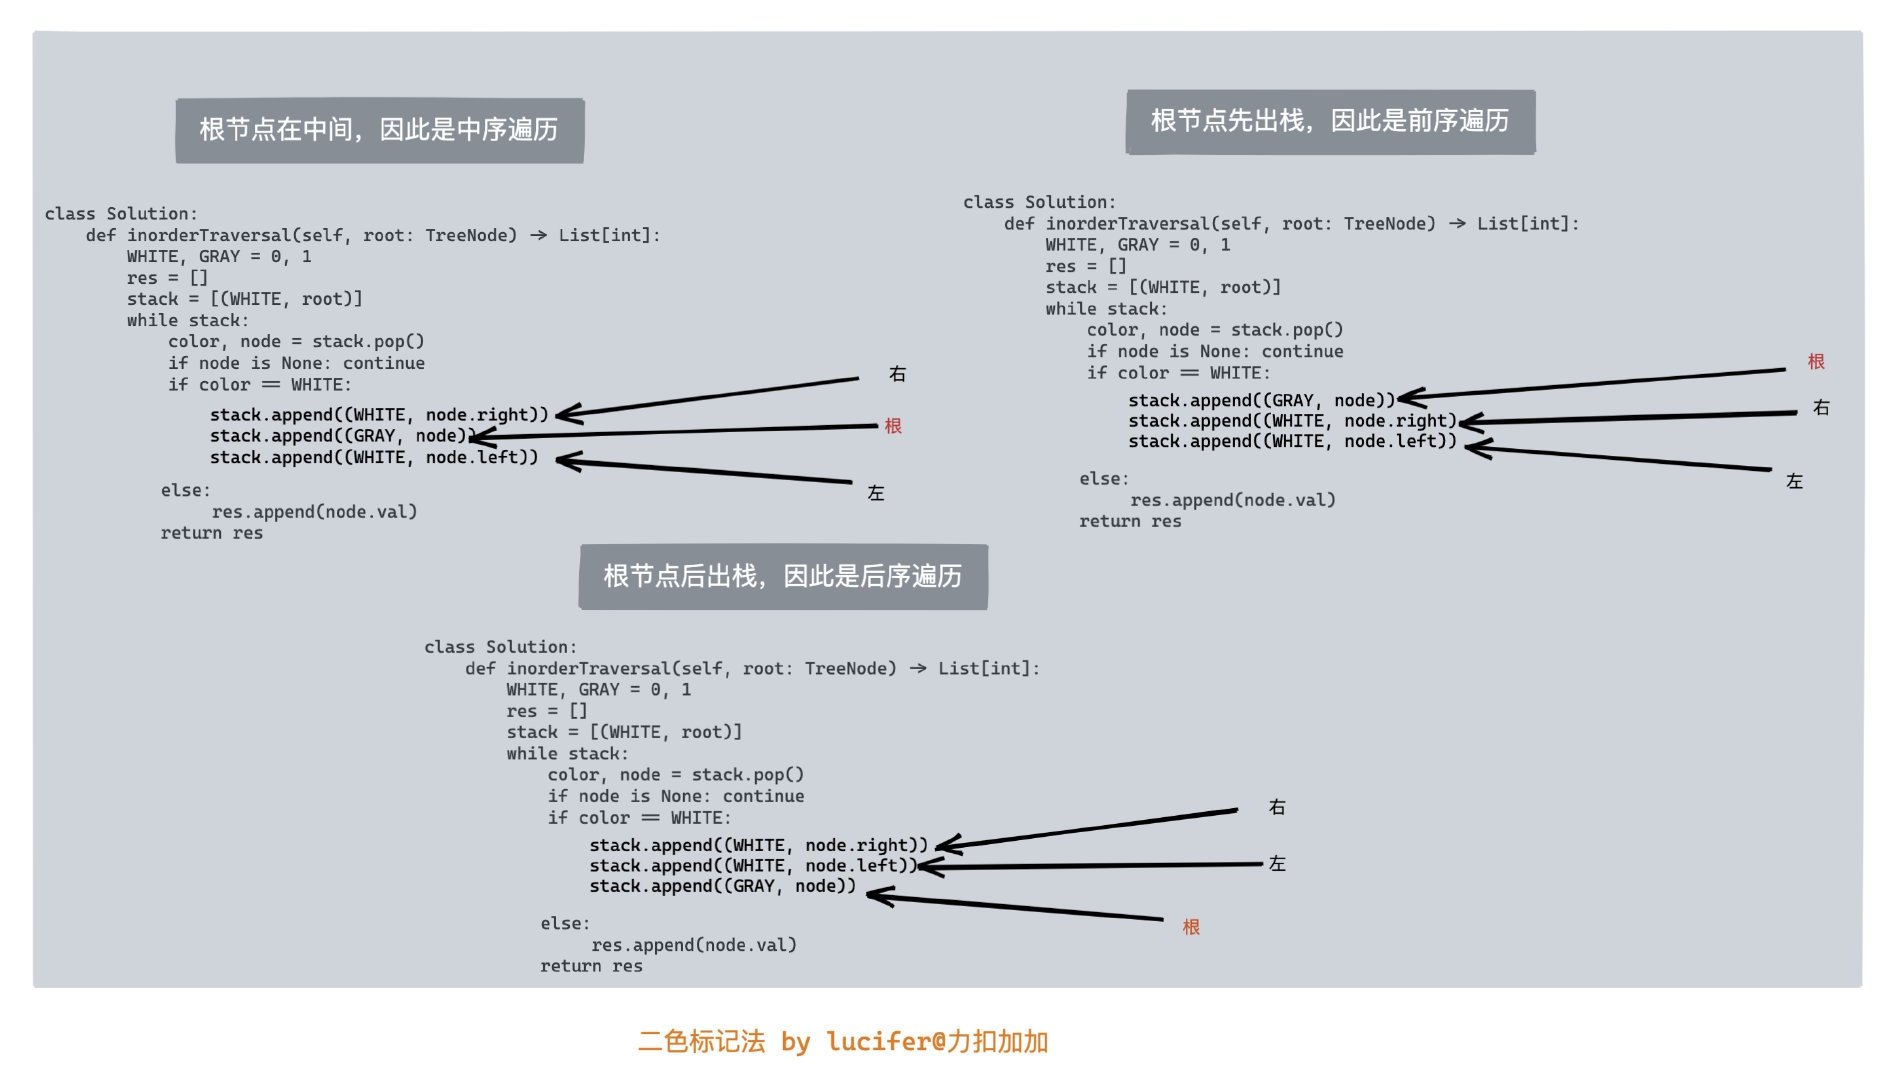 根节点在中间，因此是中序遍历
class Solution:
def inorderTraversal(self, root: TreeNode) -> List[int]:
WHITE, GRAY = 0, 1
res = []
stack = [(WHITE, root)]
while stack:
color, node = stack.pop()
if node is None: continue
if color == WHITE:
stack.append((WHITE, node.right))
stack.append((GRAY, node))
stack.append((WHITE, node.left))
else:
res.append(node.val)
return res
右
根
左
根节点先出栈，因此是前序遍历
class Solution:
def inorderTraversal(self, root: TreeNode) -> List[int]:
WHITE, GRAY = 0, 1
res = []
stack = [(WHITE, root)]
while stack:
color, node = stack.pop()
if node is None: continue
if color == WHITE:
stack.append((GRAY, node))
stack.append((WHITE, node.right)
stack.append((WHITE, node.left))
else:
res.append(node.val)
return res
根
右
左
根节点后出栈，因此是后序遍历
class Solution:
def inorderTraversal(self, root: TreeNode) -> List[int]:
WHITE, GRAY = 0, 1
res = []
stack = [(WHITE, root)]
while stack:
color, node = stack.pop()
if node is None: continue
if color == WHITE:
stack.append((WHITE, node.right))
stack.append((WHITE, node.left))
stack.append((GRAY, node))
else:
res.append(node.val)
return res
右
左
根
二色标记法 by lucifer@力扣加加